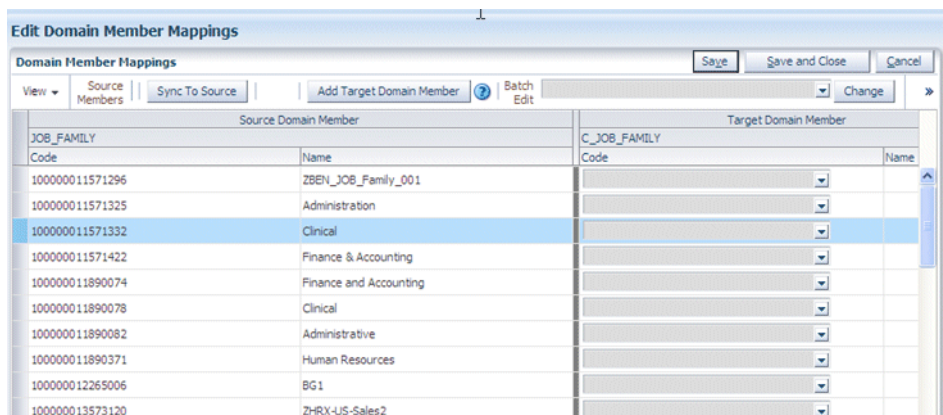 Edit Domain Member Mappings
Domain Member Mappings Save Save and Close Cancel
View Source Members Sync To Source Add Target Domain Member ? Batch Edit Change »
Source Domain Member Target Domain Member
JOB_FAMILY C_JOB_FAMILY
Code Name Code Name
100000011571296 ZBEN_JOB_Family_001
100000011571325 Administration
100000011571332 Clinical
100000011571422 Finance & Accounting
100000011890074 Finance and Accounting
100000011890078 Clinical
100000011890082 Administrative
100000011890371 Human Resources
100000012265006 BG1
100000013573120 ZHRX-US-Sales2